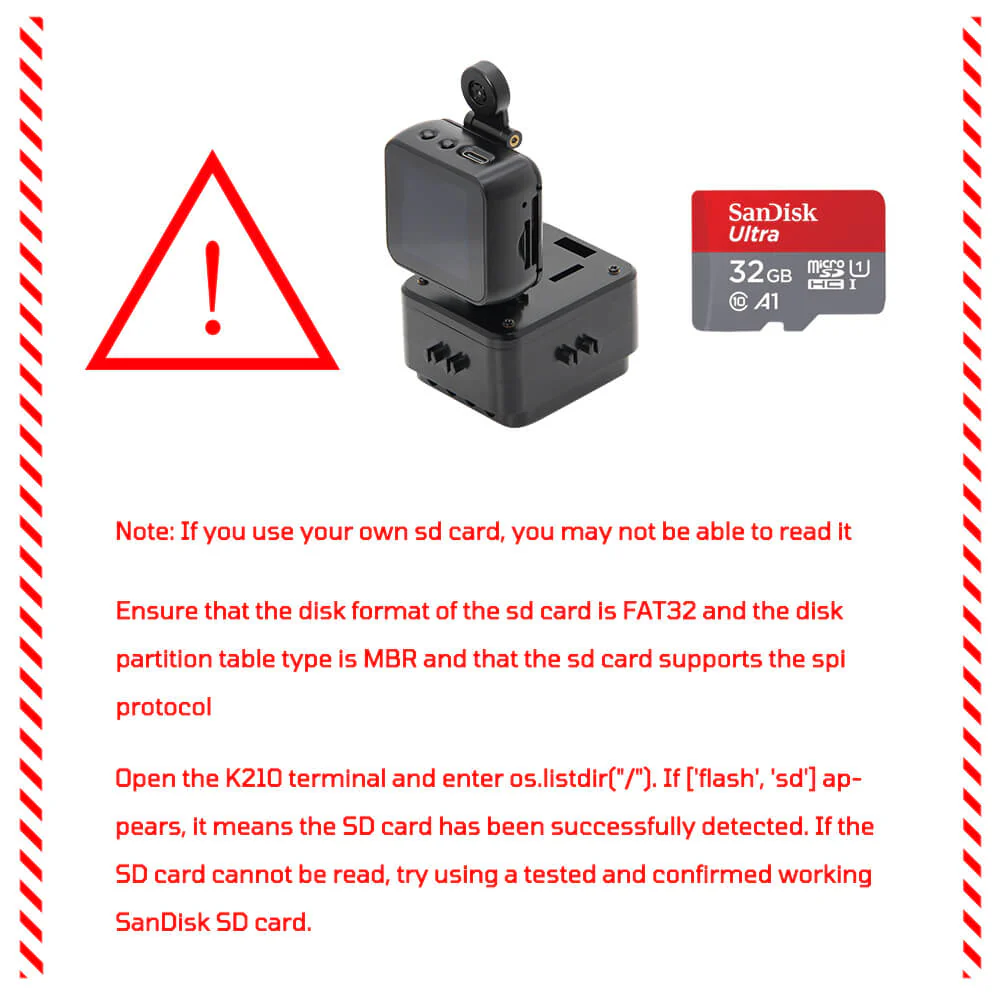 !
SanDisk
Ultra
32GB
micro SD HC
U1
I
10 A1
Note: If you use your own sd card, you may not be able to read it
Ensure that the disk format of the sd card is FAT32 and the disk
partition table type is MBR and that the sd card supports the spi
protocol
Open the K210 terminal and enter os.listdir("/"). If ['flash', 'sd'] ap-
pears, it means the SD card has been successfully detected. If the
SD card cannot be read, try using a tested and confirmed working
SanDisk SD card.